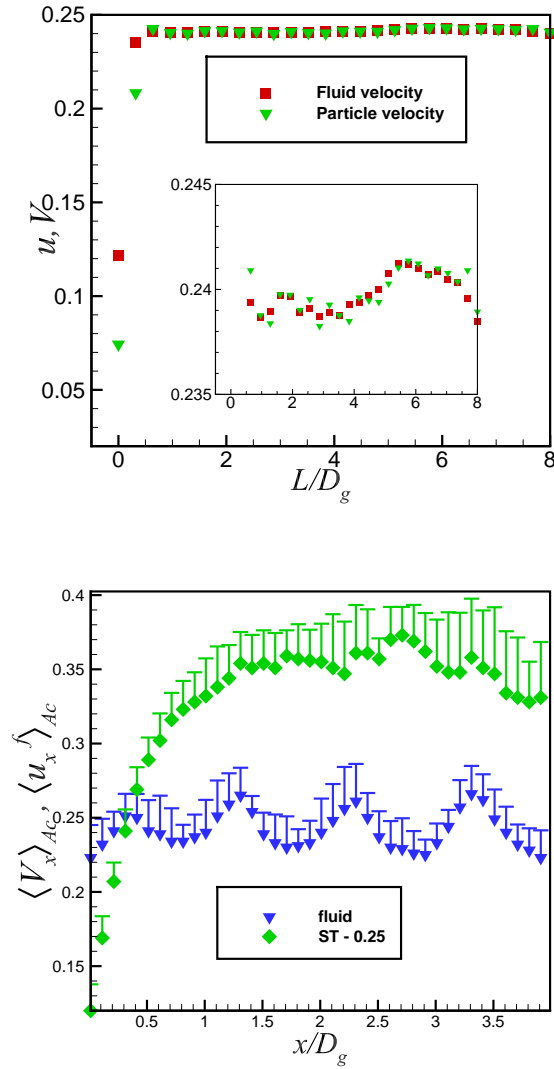 0.25
0.2
0.15
0.1
0.05
u, V
Fluid velocity
Particle velocity
0.245
0.24
0.235
0 2 4 6 8
0 2 4 6 8
L/D_g
0.4
0.35
0.3
0.25
0.2
0.15
⟨V_x⟩_Ac, ⟨u_x^f⟩_Ac
fluid
ST - 0.25
0.5 1 1.5 2 2.5 3 3.5
x/D_g